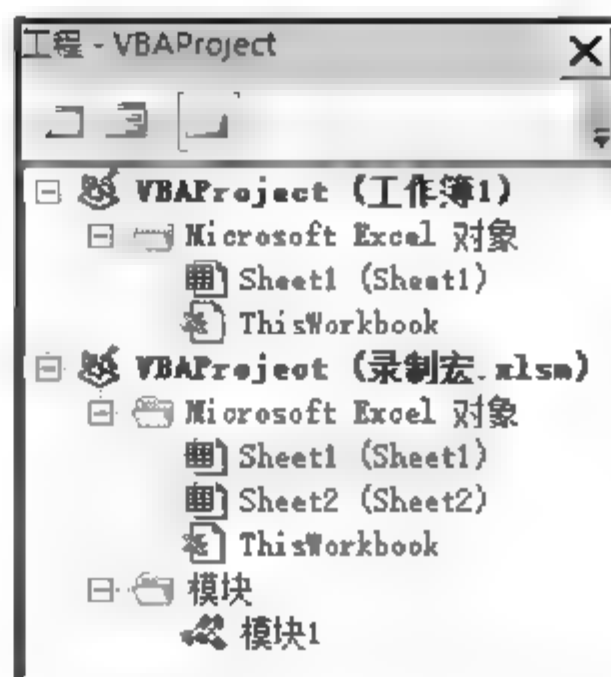 工程 - VBAProject
VBAProject (工作簿1)
Microsoft Excel 对象
Sheet1 (Sheet1)
ThisWorkbook
VBAProject (录制宏.xlsm)
Microsoft Excel 对象
Sheet1 (Sheet1)
Sheet2 (Sheet2)
ThisWorkbook
模块
模块1